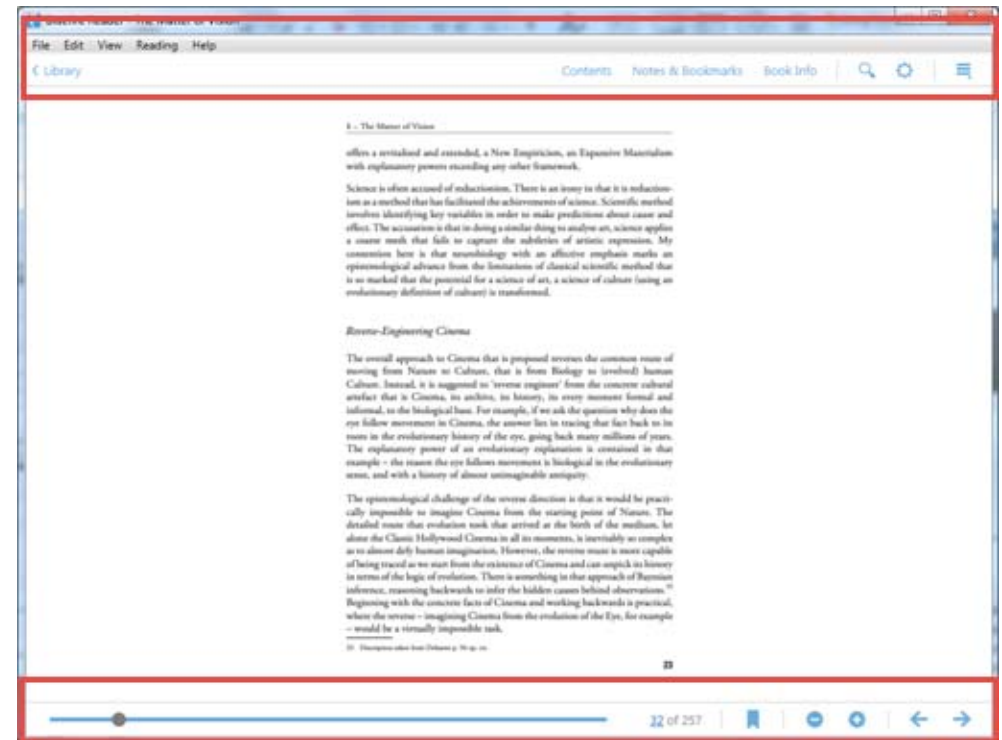 Bluefire Reader - The Matter of Vision
File Edit View Reading Help
Library
Contents Notes & Bookmarks Book Info
– The Matter of Vision
offers a revitalised and extended, a New Empiricism, an Expansive Materialism
with explanatory powers exceeding any other framework.
Science is often accused of reductionism. There is an irony in that it is reduction-
ism as a method that has facilitated the achievements of science. Scientific method
involves identifying key variables in order to make predictions about cause and
effect. The accusation is that in doing a similar thing to analyse art, science applies
a coarse mesh that fails to capture the subtleties of artistic expression. My
contention here is that neurobiology with an affective emphasis marks an
epistemological advance from the limitations of classical scientific method that
is so marked that the potential for a science of art, a science of culture (using an
evolutionary definition of culture) is transformed.
Reverse-Engineering Cinema
The overall approach to Cinema that is proposed reverses the common route of
moving from Nature to Culture, that is from Biology to (evolved) human
Culture. Instead, it is suggested to 'reverse engineer' from the concrete cultural
artefact that is Cinema, its archive, its history, its every moment formal and
informal, to the biological base. For example, if we ask the question why does the
eye follow movement in Cinema, the answer lies in tracing that fact back to its
roots in the evolutionary history of the eye, going back many millions of years.
The explanatory power of an evolutionary explanation is contained in that
example – the reason the eye follows movement is biological in the evolutionary
sense, and with a history of almost unimaginable antiquity.
The epistemological challenge of the reverse direction is that it would be practi-
cally impossible to imagine Cinema from the starting point of Nature. The
detailed route that evolution took that arrived at the birth of the medium, let
alone the Classic Hollywood Cinema in all its moments, is inevitably so complex
as to almost defy human imagination. However, the reverse route is more capable
of being traced as we start from the existence of Cinema and can unpick its history
in terms of the logic of evolution. There is something in that approach of Bayesian
inference, reasoning backwards to infer the hidden causes behind observations.
Beginning with the concrete facts of Cinema and working backwards is practical,
where the reverse – imagining Cinema from the evolution of the Eye, for example
– would be a virtually impossible task.
Description taken from Dehaene p.
23
32 of 257